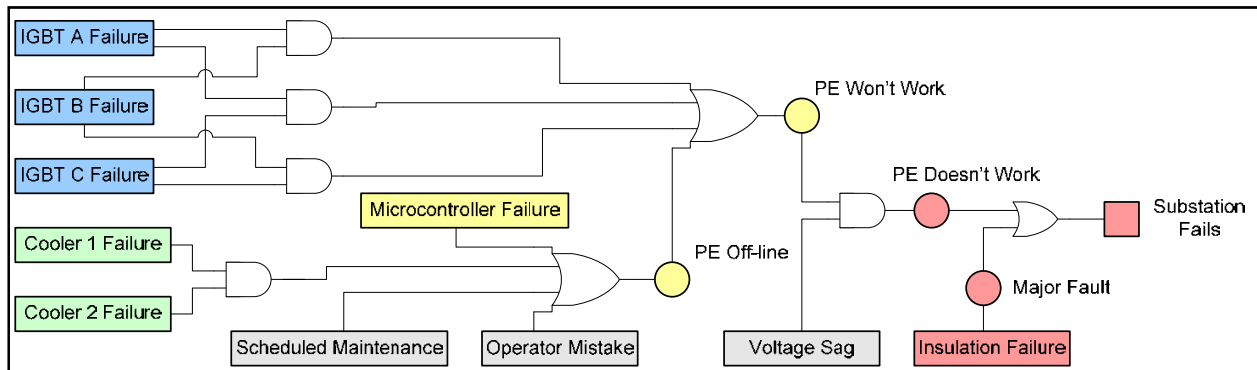 IGBT A Failure
IGBT B Failure
IGBT C Failure
PE Won't Work
PE Doesn't Work
Microcontroller Failure
Substation
Fails
Cooler 1 Failure
PE Off-line
Major Fault
Cooler 2 Failure
Scheduled Maintenance
Operator Mistake
Voltage Sag
Insulation Failure